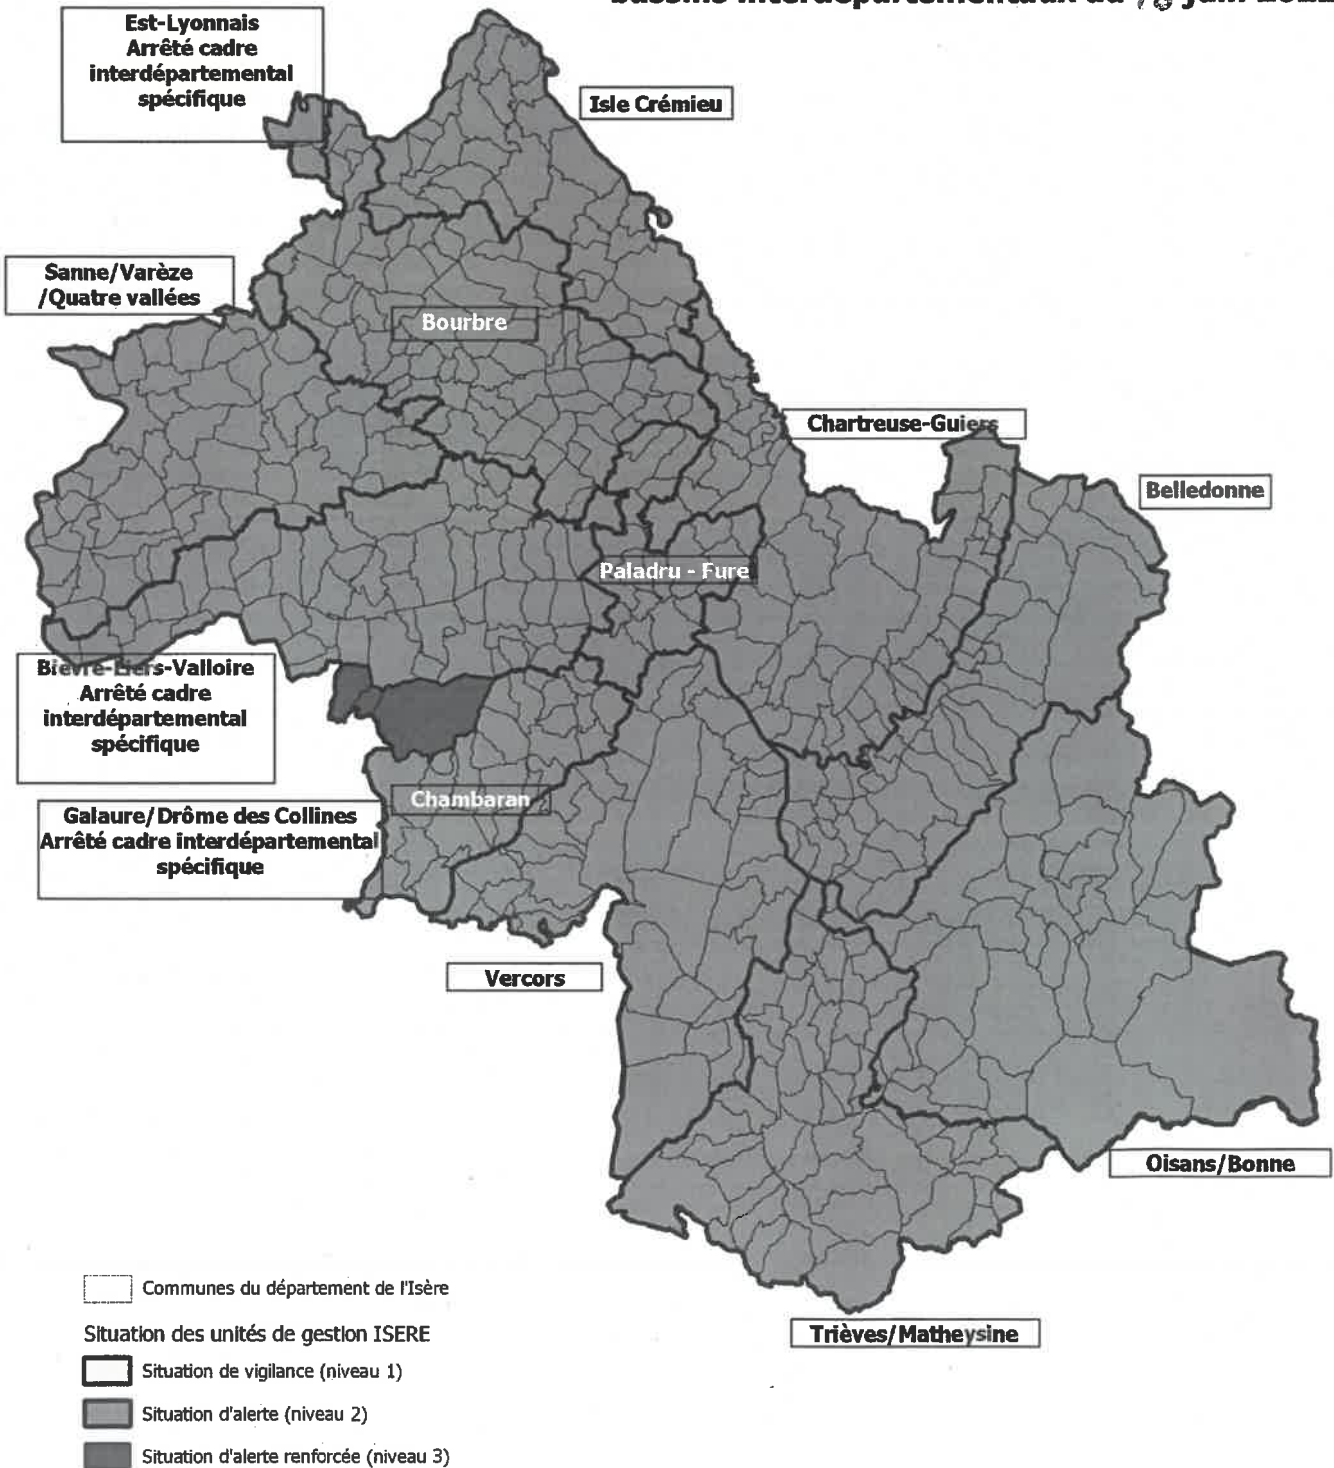 Est-Lyonnais
Arrêté cadre
interdépartemental
spécifique
Isle Crémieu
Sanne/Varèze
/Quatre vallées
Bourbre
Chartreuse-Guiers
Belledonne
Paladru - Fure
Bievre-Liers-Valloire
Arrêté cadre
interdépartemental
spécifique
Chambaran
Galaure/Drôme des Collines
Arrêté cadre interdépartemental
spécifique
Vercors
Oisans/Bonne
Trièves/Matheysine
Communes du département de l'Isère
Situation des unités de gestion ISERE
Situation de vigilance (niveau 1)
Situation d'alerte (niveau 2)
Situation d'alerte renforcée (niveau 3)